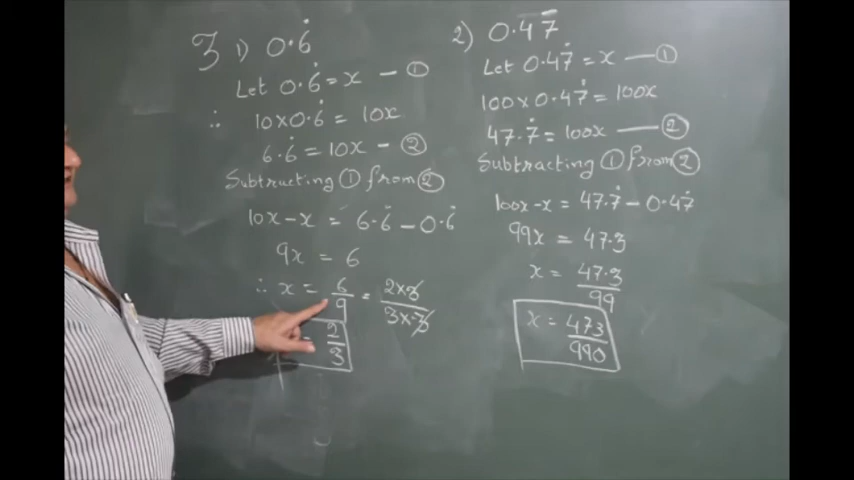 3 1) 0.6̇
Let 0.6̇ = x — ①
∴ 10×0.6̇ = 10x
6.6̇ = 10x — ②
Subtracting ① from ②
10x – x = 6.6̇ – 0.6̇
9x = 6
∴ x = 6/9 = 2×3/3×3
2/3
2) 0.47̅
Let 0.47̇ = x — ①
100×0.47̇ = 100x
47.7̇ = 100x — ②
Subtracting ① from ②
100x – x = 47.7̇ – 0.47̇
99x = 47.3
x = 47.3/99
x = 473/990